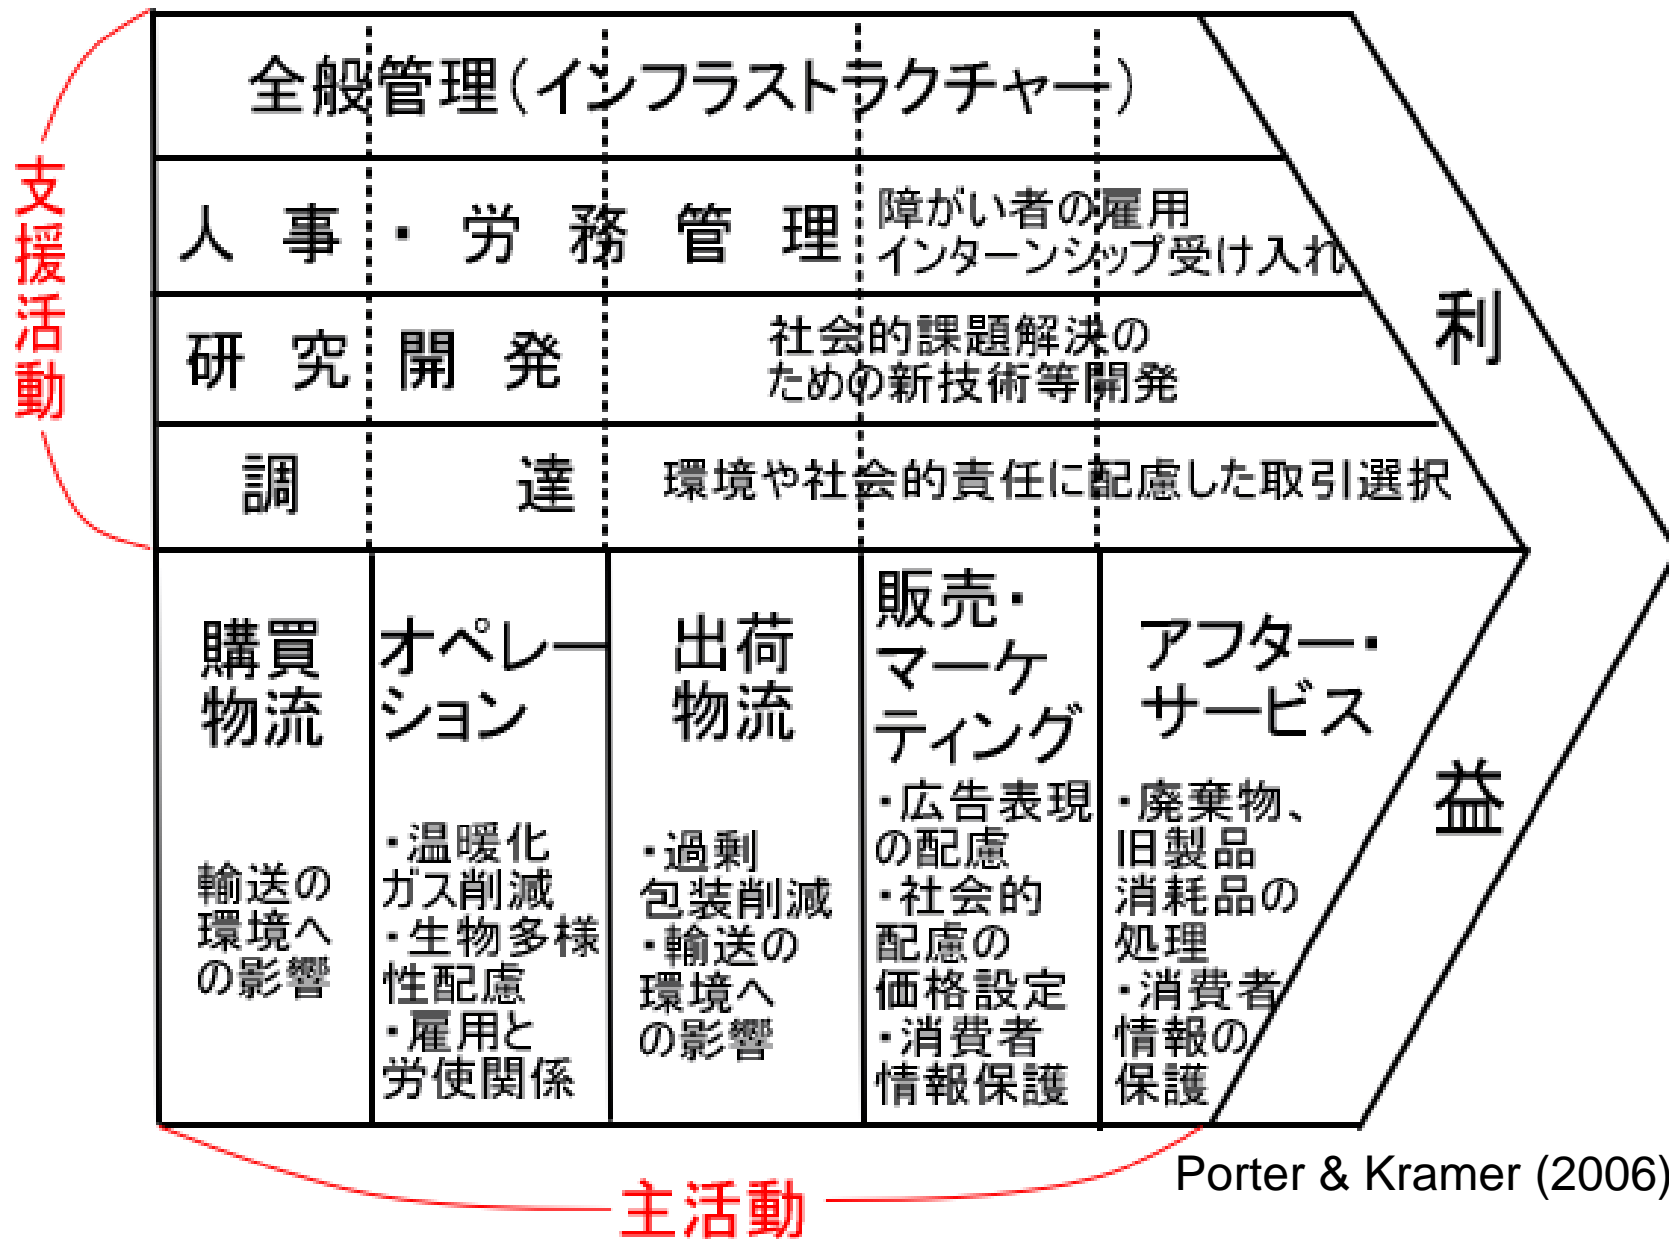 支援活動
全般管理(インフラストラクチャー)
人事・労務管理
障がい者の雇用
インターンシップ受け入れ
研究開発
社会的課題解決の
ための新技術等開発
調達
環境や社会的責任に配慮した取引選択
利益
購買
物流
輸送の
環境へ
の影響
オペレー
ション
・温暖化
ガス削減
・生物多様
性配慮
・雇用と
労使関係
出荷
物流
・過剰
包装削減
・輸送の
環境へ
の影響
販売・
マーケ
ティング
・広告表現
の配慮
・社会的
配慮の
価格設定
・消費者
情報保護
アフター・
サービス
・廃棄物、
旧製品
消耗品の
処理
・消費者
情報の
保護
主活動
Porter & Kramer (2006)